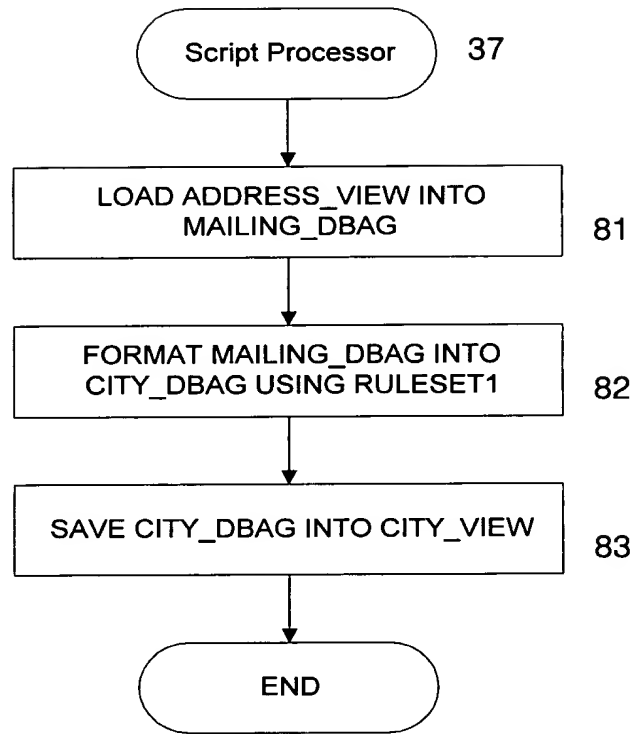 Script Processor 37
LOAD ADDRESS_VIEW INTO
MAILING_DBAG
81
FORMAT MAILING_DBAG INTO
CITY_DBAG USING RULESET1
82
SAVE CITY_DBAG INTO CITY_VIEW
83
END